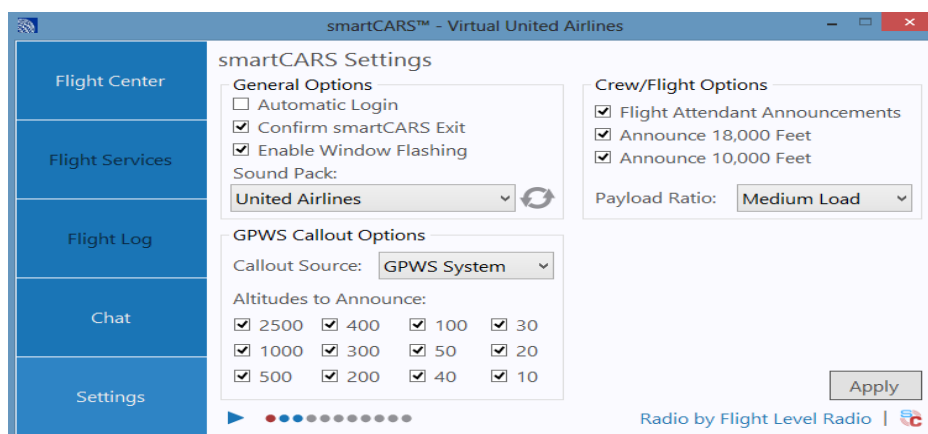 smartCARS™ - Virtual United Airlines
Flight Center
Flight Services
Flight Log
Chat
Settings
smartCARS Settings
General Options
Automatic Login
Confirm smartCARS Exit
Enable Window Flashing
Sound Pack:
United Airlines
Crew/Flight Options
Flight Attendant Announcements
Announce 18,000 Feet
Announce 10,000 Feet
Payload Ratio: Medium Load
GPWS Callout Options
Callout Source: GPWS System
Altitudes to Announce:
2500 400 100 30
1000 300 50 20
500 200 40 10
Apply
Radio by Flight Level Radio |